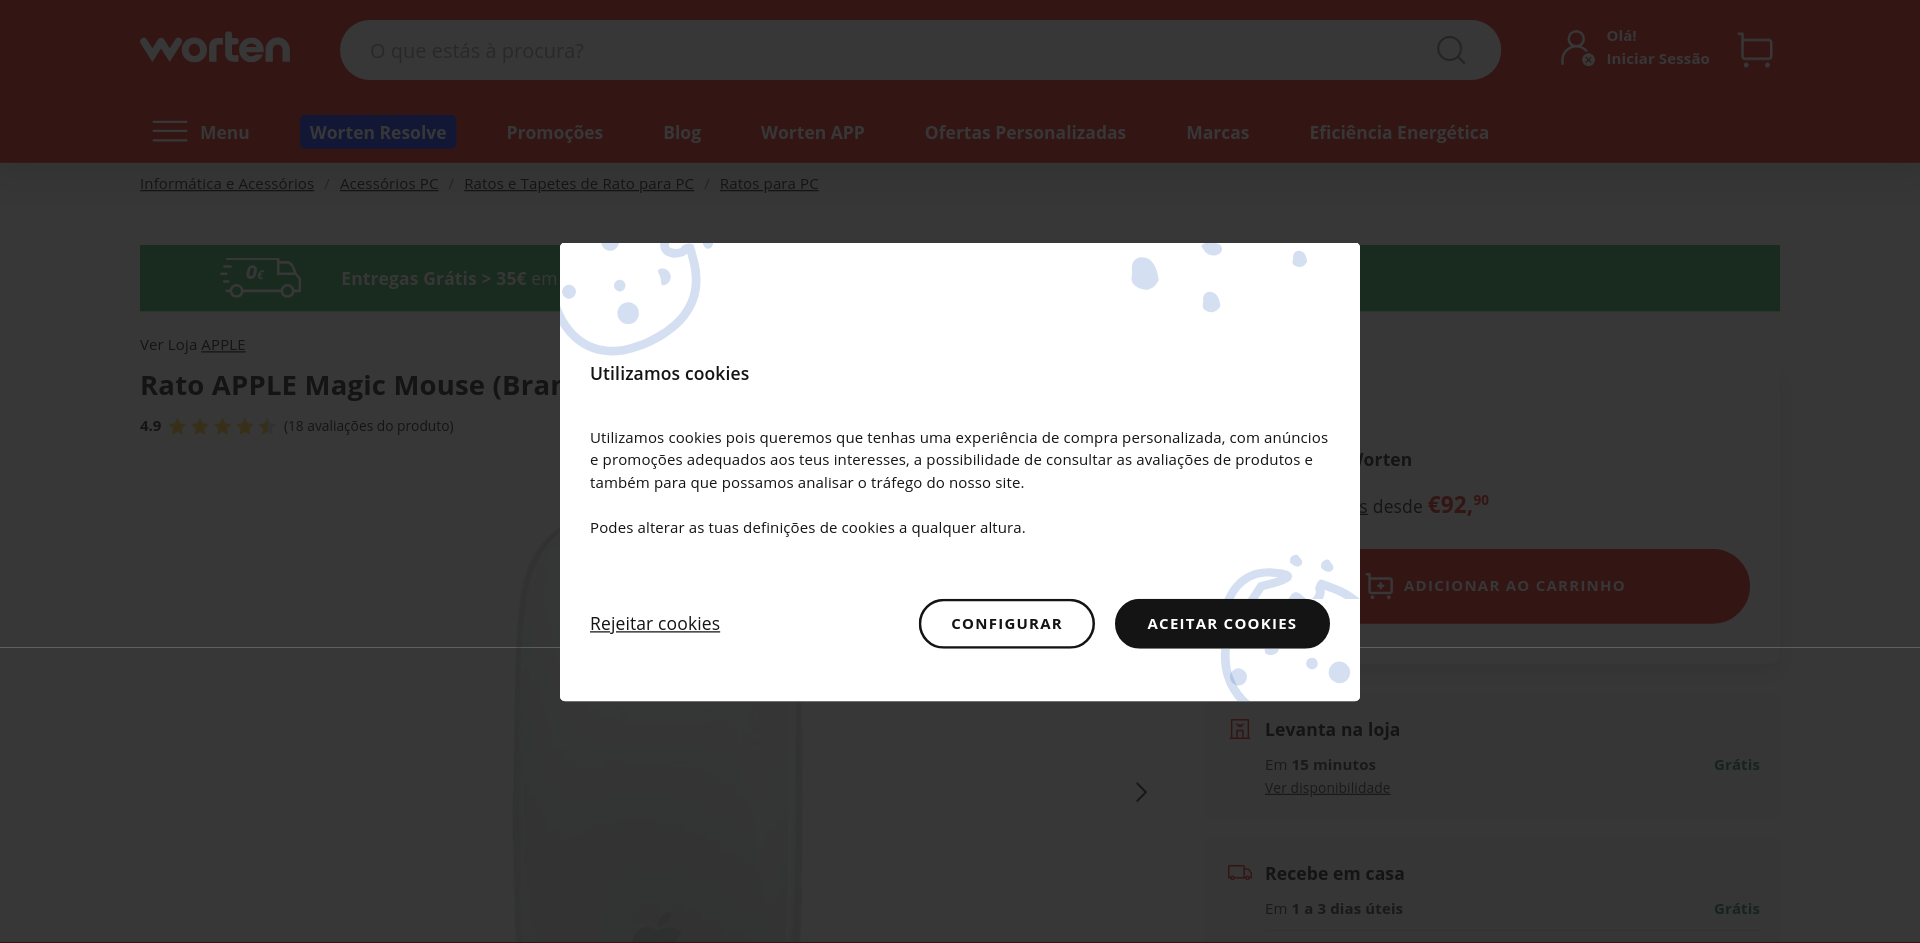 worten
O que estás à procura?
Olá!
Iniciar Sessão
Menu
Worten Resolve
Promoções
Blog
Worten APP
Ofertas Personalizadas
Marcas
Eficiência Energética
Informática e Acessórios / Acessórios PC / Ratos e Tapetes de Rato para PC / Ratos para PC
0€
Entregas Grátis > 35€ em
Ver Loja APPLE
Rato APPLE Magic Mouse (Bran
4.9 (18 avaliações do produto)
Utilizamos cookies
Utilizamos cookies pois queremos que tenhas uma experiência de compra personalizada, com anúncios
e promoções adequados aos teus interesses, a possibilidade de consultar as avaliações de produtos e
também para que possamos analisar o tráfego do nosso site.
Podes alterar as tuas definições de cookies a qualquer altura.
Rejeitar cookies
CONFIGURAR
ACEITAR COOKIES
Worten
s desde €92,90
ADICIONAR AO CARRINHO
Levanta na loja
Em 15 minutos
Grátis
Ver disponibilidade
Recebe em casa
Em 1 a 3 dias úteis
Grátis